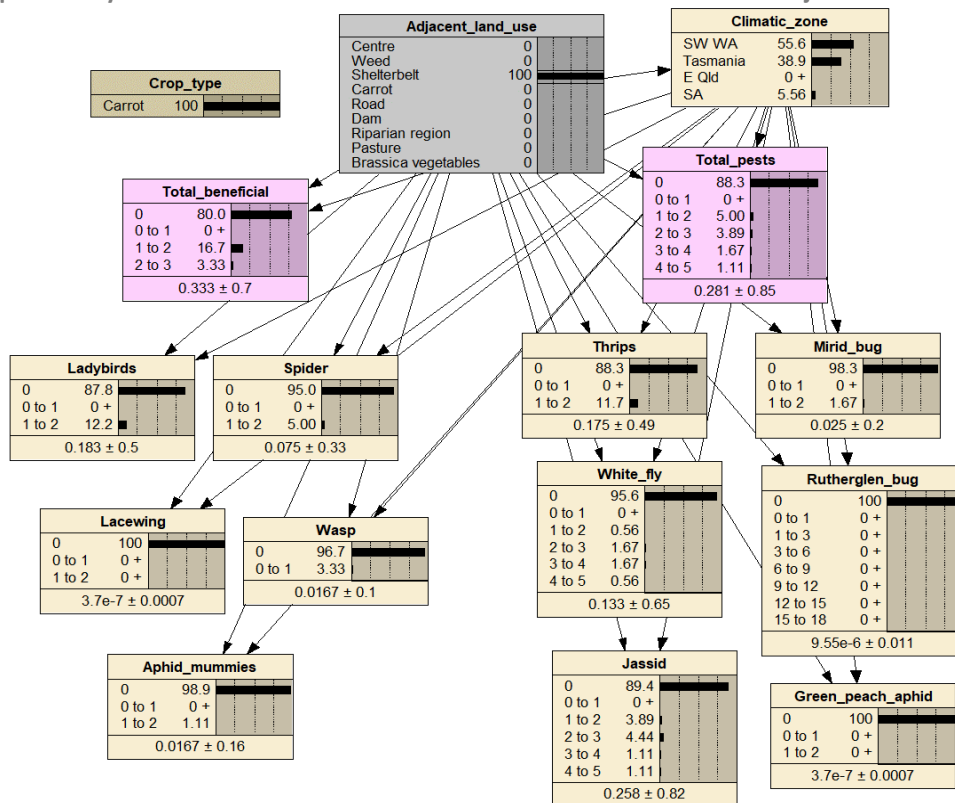 Adjacent_land_use
Centre 0
Weed 0
Shelterbelt 100
Carrot 0
Road 0
Dam 0
Riparian region 0
Pasture 0
Brassica vegetables 0
Climatic_zone
SW WA 55.6
Tasmania 38.9
E Qld 0 +
SA 5.56
Crop_type
Carrot 100
Total_beneficial
0 80.0
0 to 1 0 +
1 to 2 16.7
2 to 3 3.33
0.333 ± 0.7
Total_pests
0 88.3
0 to 1 0 +
1 to 2 5.00
2 to 3 3.89
3 to 4 1.67
4 to 5 1.11
0.281 ± 0.85
Ladybirds
0 87.8
0 to 1 0 +
1 to 2 12.2
0.183 ± 0.5
Spider
0 95.0
0 to 1 0 +
1 to 2 5.00
0.075 ± 0.33
Thrips
0 88.3
0 to 1 0 +
1 to 2 11.7
0.175 ± 0.49
Mirid_bug
0 98.3
0 to 1 0 +
1 to 2 1.67
0.025 ± 0.2
Lacewing
0 100
0 to 1 0 +
1 to 2 0 +
3.7e-7 ± 0.0007
Wasp
0 96.7
0 to 1 3.33
0.0167 ± 0.1
White_fly
0 95.6
0 to 1 0 +
1 to 2 0.56
2 to 3 1.67
3 to 4 1.67
4 to 5 0.56
0.133 ± 0.65
Rutherglen_bug
0 100
0 to 1 0 +
1 to 3 0 +
3 to 6 0 +
6 to 9 0 +
9 to 12 0 +
12 to 15 0 +
15 to 18 0 +
9.55e-6 ± 0.011
Aphid_mummies
0 98.9
0 to 1 0 +
1 to 2 1.11
0.0167 ± 0.16
Jassid
0 89.4
0 to 1 0 +
1 to 2 3.89
2 to 3 4.44
3 to 4 1.11
4 to 5 1.11
0.258 ± 0.82
Green_peach_aphid
0 100
0 to 1 0 +
1 to 2 0 +
3.7e-7 ± 0.0007